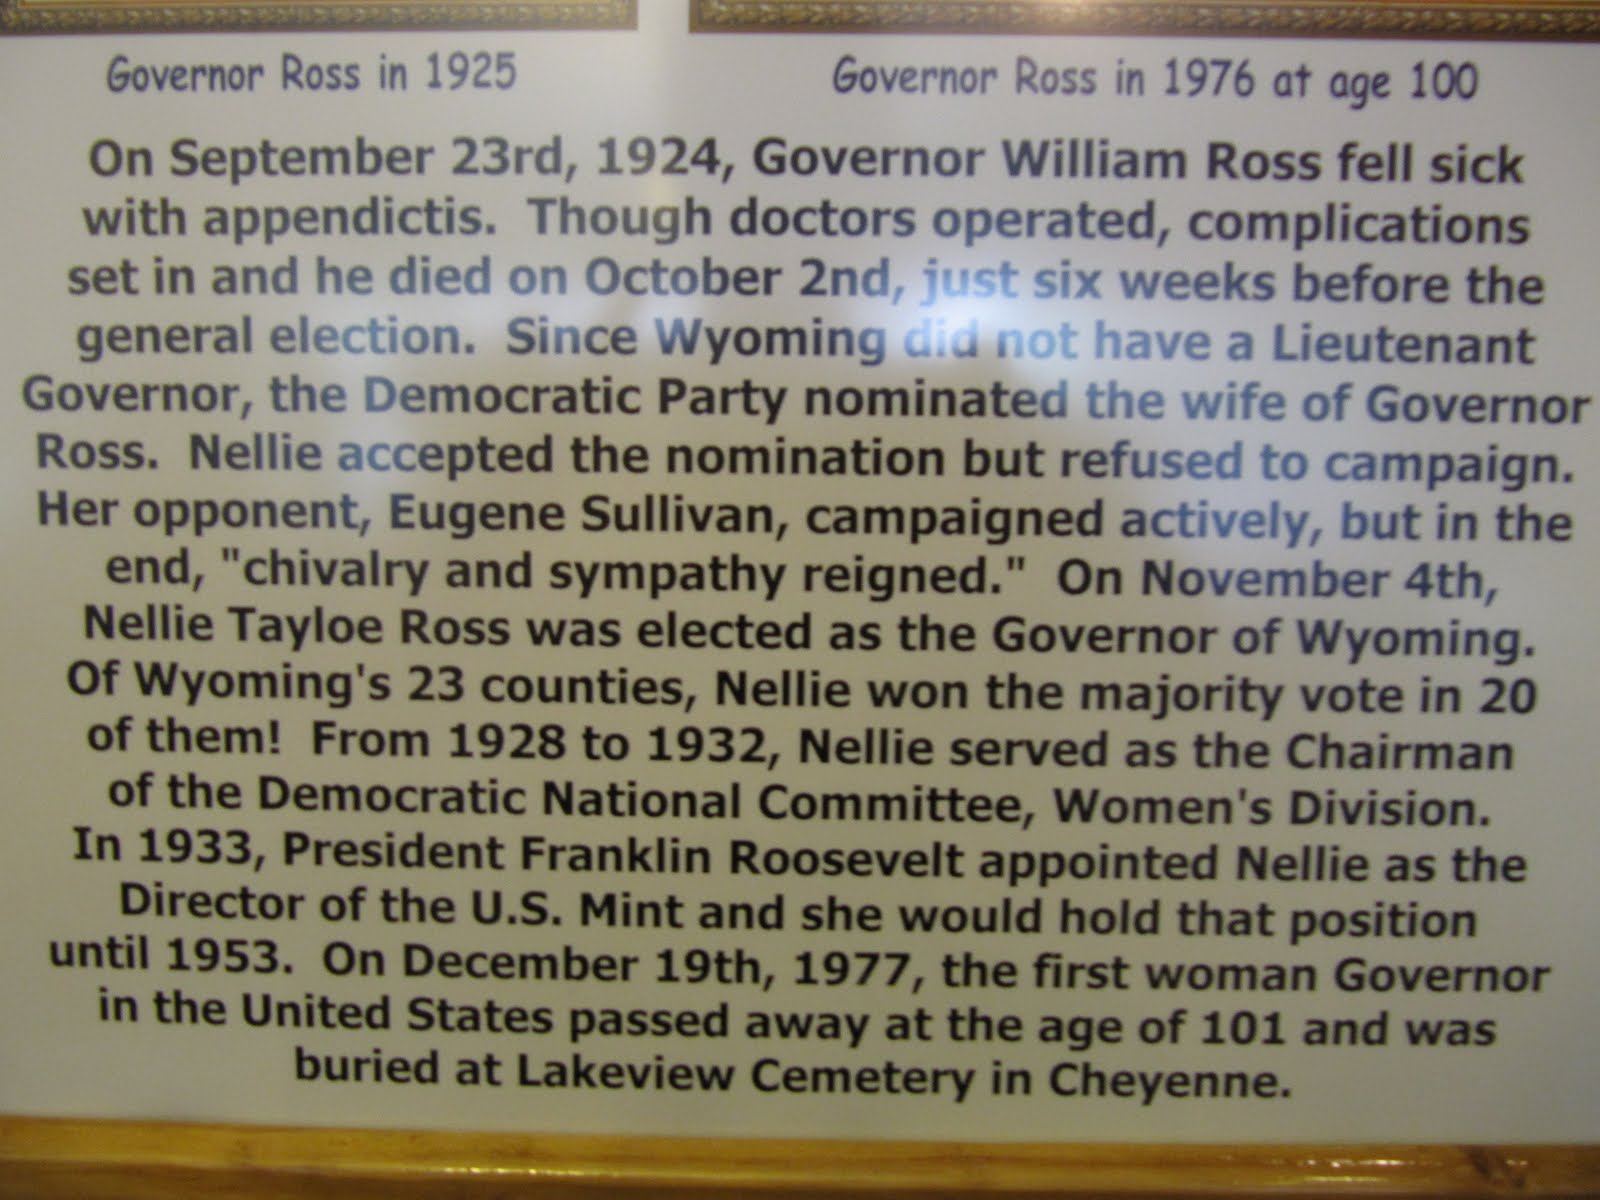 Governor Ross in 1925
Governor Ross in 1976 at age 100
On September 23rd, 1924, Governor William Ross fell sick
with appendictis. Though doctors operated, complications
set in and he died on October 2nd, just six weeks before the
general election. Since Wyoming did not have a Lieutenant
Governor, the Democratic Party nominated the wife of Governor
Ross. Nellie accepted the nomination but refused to campaign.
Her opponent, Eugene Sullivan, campaigned actively, but in the
end, "chivalry and sympathy reigned." On November 4th,
Nellie Tayloe Ross was elected as the Governor of Wyoming.
Of Wyoming's 23 counties, Nellie won the majority vote in 20
of them! From 1928 to 1932, Nellie served as the Chairman
of the Democratic National Committee, Women's Division.
In 1933, President Franklin Roosevelt appointed Nellie as the
Director of the U.S. Mint and she would hold that position
until 1953. On December 19th, 1977, the first woman Governor
in the United States passed away at the age of 101 and was
buried at Lakeview Cemetery in Cheyenne.